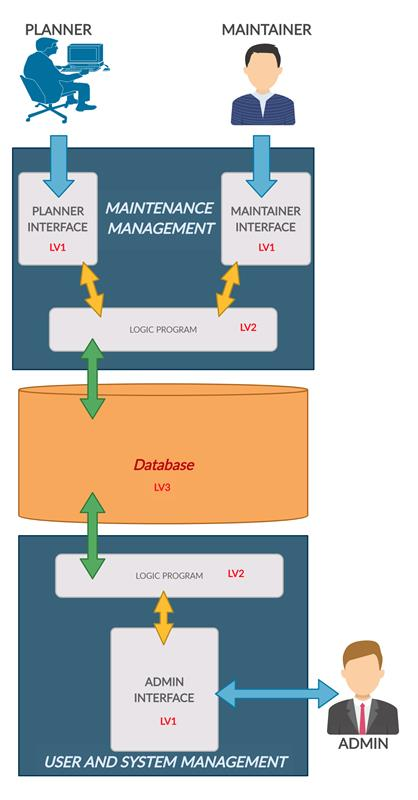 PLANNER
MAINTAINER
MAINTENANCE
MANAGEMENT
PLANNER
INTERFACE
LV1
MAINTAINER
INTERFACE
LV1
LOGIC PROGRAM
LV2
Database
LV3
LOGIC PROGRAM
LV2
ADMIN
INTERFACE
LV1
ADMIN
USER AND SYSTEM MANAGEMENT